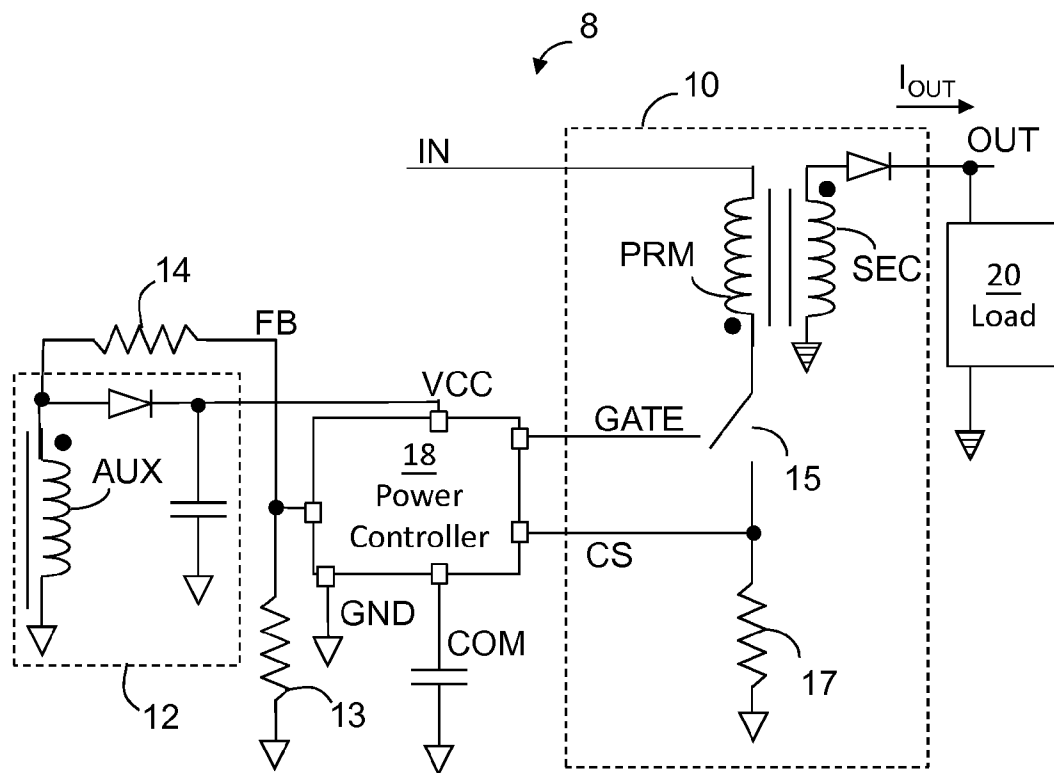 8
10
I_OUT
OUT
IN
PRM
SEC
20
Load
14
FB
VCC
GATE
15
AUX
18
Power
Controller
CS
GND
COM
17
12
13